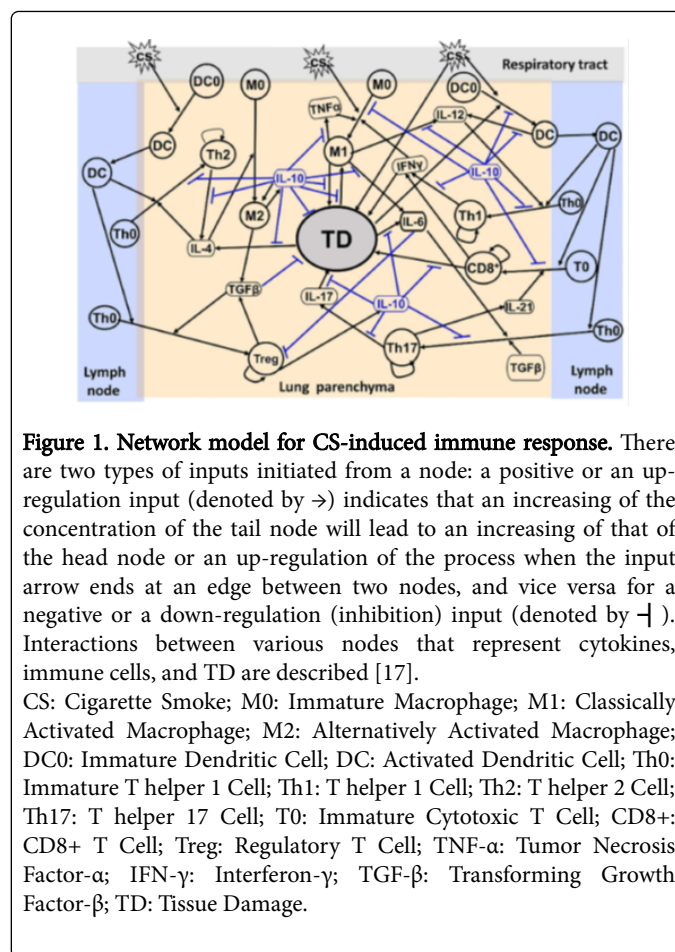 CS
CS
CS
Respiratory tract
DC0
M0
M0
DC0
TNFα
IL-12
DC
DC
DC
Th2
M1
IFNγ
DC
IL-10
IL-10
M2
Th1
Th0
Th0
IL-6
TD
IL-4
CD8+
T0
TGFβ
IL-17
IL-10
IL-21
Th0
Th0
Treg
Th17
TGFβ
Lymph
node
Lung parenchyma
Lymph
node
Figure 1. Network model for CS-induced immune response. There
are two types of inputs initiated from a node: a positive or an up-
regulation input (denoted by →) indicates that an increasing of the
concentration of the tail node will lead to an increasing of that of
the head node or an up-regulation of the process when the input
arrow ends at an edge between two nodes, and vice versa for a
negative or a down-regulation (inhibition) input (denoted by ⊣ ).
Interactions between various nodes that represent cytokines,
immune cells, and TD are described [17].
CS: Cigarette Smoke; M0: Immature Macrophage; M1: Classically
Activated Macrophage; M2: Alternatively Activated Macrophage;
DC0: Immature Dendritic Cell; DC: Activated Dendritic Cell; Th0:
Immature T helper 1 Cell; Th1: T helper 1 Cell; Th2: T helper 2 Cell;
Th17: T helper 17 Cell; T0: Immature Cytotoxic T Cell; CD8+:
CD8+ T Cell; Treg: Regulatory T Cell; TNF-α: Tumor Necrosis
Factor-α; IFN-γ: Interferon-γ; TGF-β: Transforming Growth
Factor-β; TD: Tissue Damage.